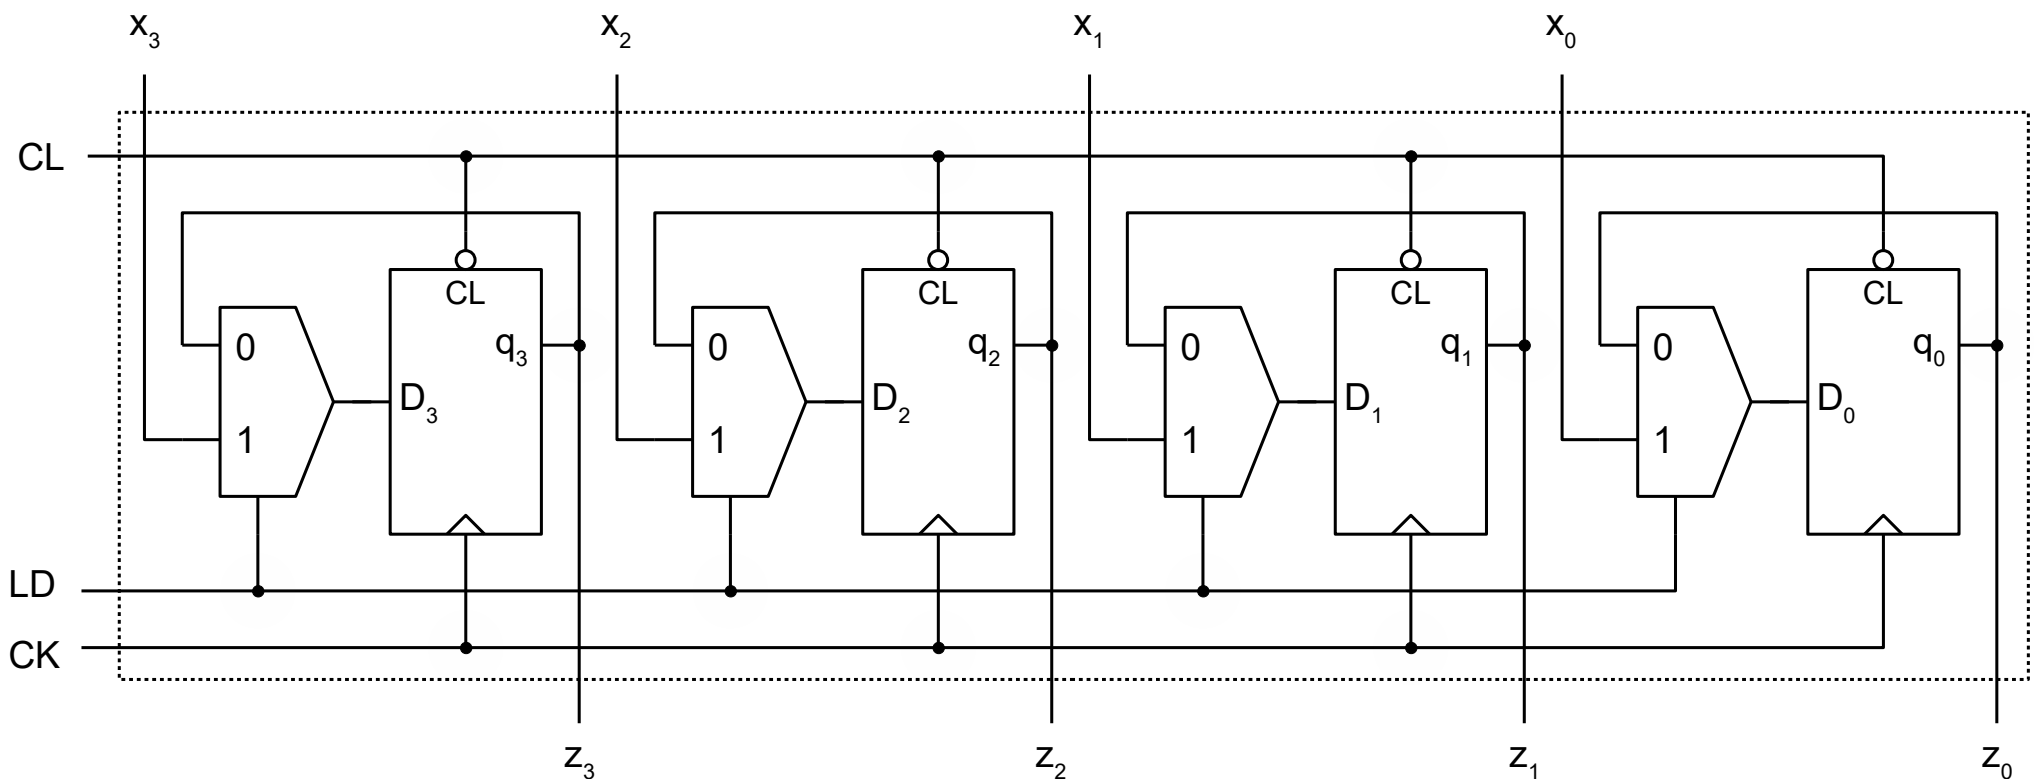 x₃ x₂ x₁ x₀
CL
CL CL CL CL
0 q₃ 0 q₂ 0 q₁ 0 q₀
D₃ D₂ D₁ D₀
1 1 1 1
LD
CK
z₃ z₂ z₁ z₀